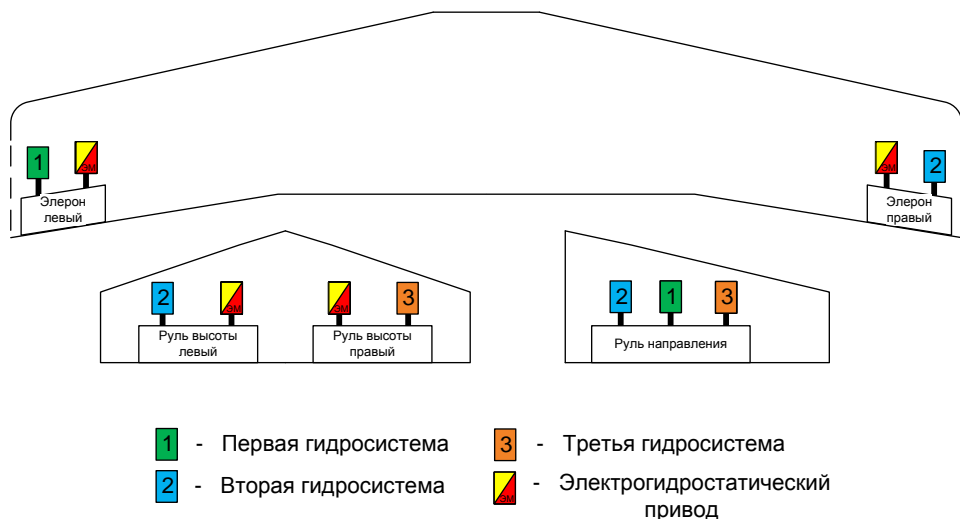 1
ЭМ
Элерон
левый
ЭМ
2
Элерон
правый
2
ЭМ
Руль высоты
левый
ЭМ
3
Руль высоты
правый
2
1
3
Руль направления
1 - Первая гидросистема
2 - Вторая гидросистема
3 - Третья гидросистема
ЭМ - Электрогидростатический
привод